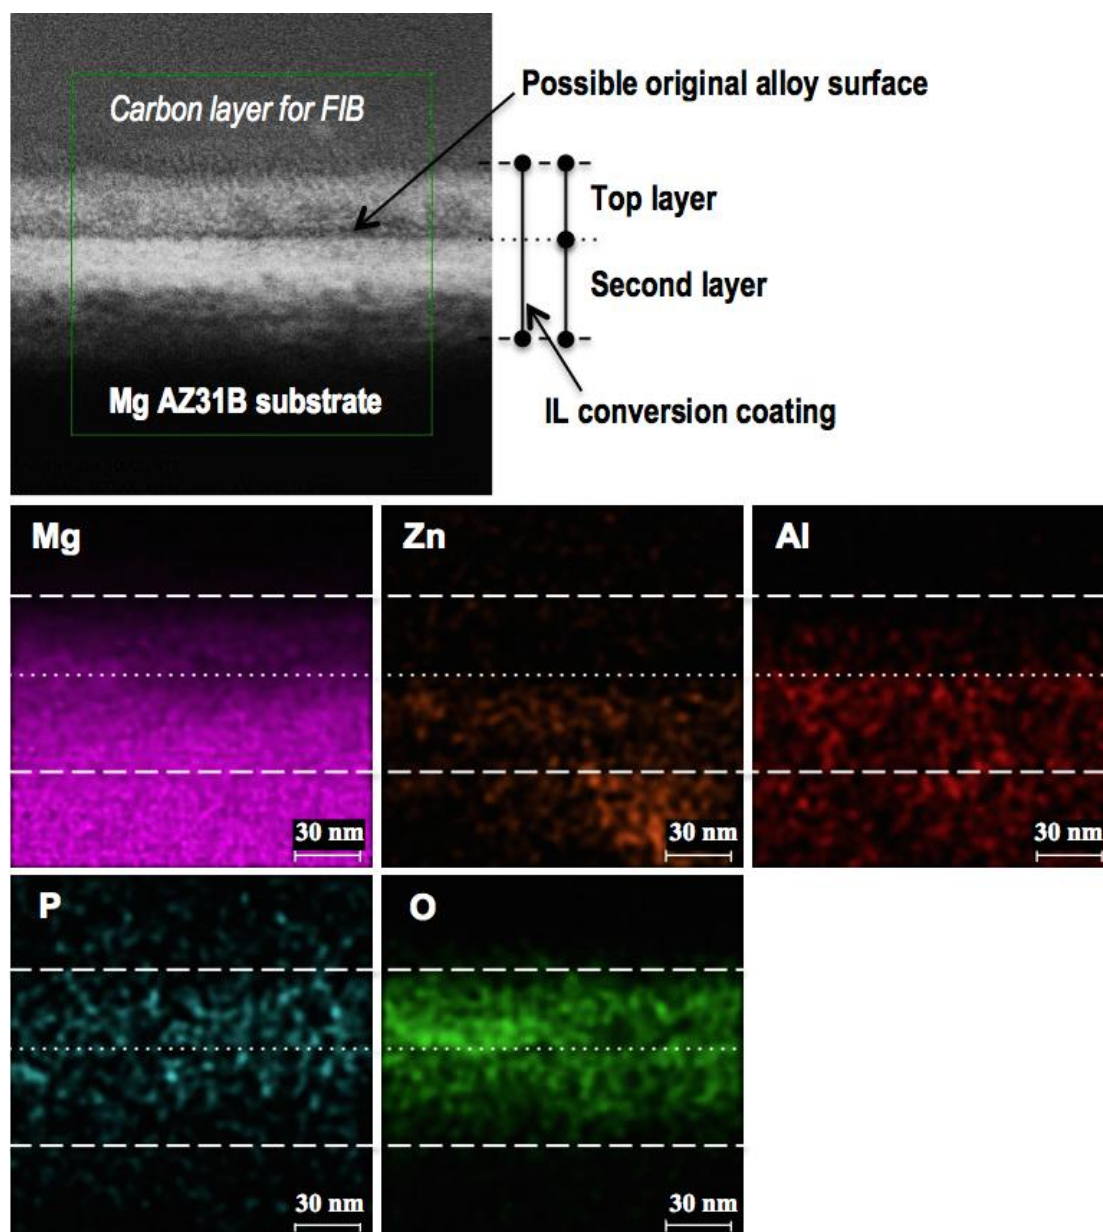 Carbon layer for FIB
Possible original alloy surface
Top layer
Second layer
Mg AZ31B substrate
IL conversion coating
Mg
Zn
Al
30 nm
30 nm
30 nm
P
O
30 nm
30 nm